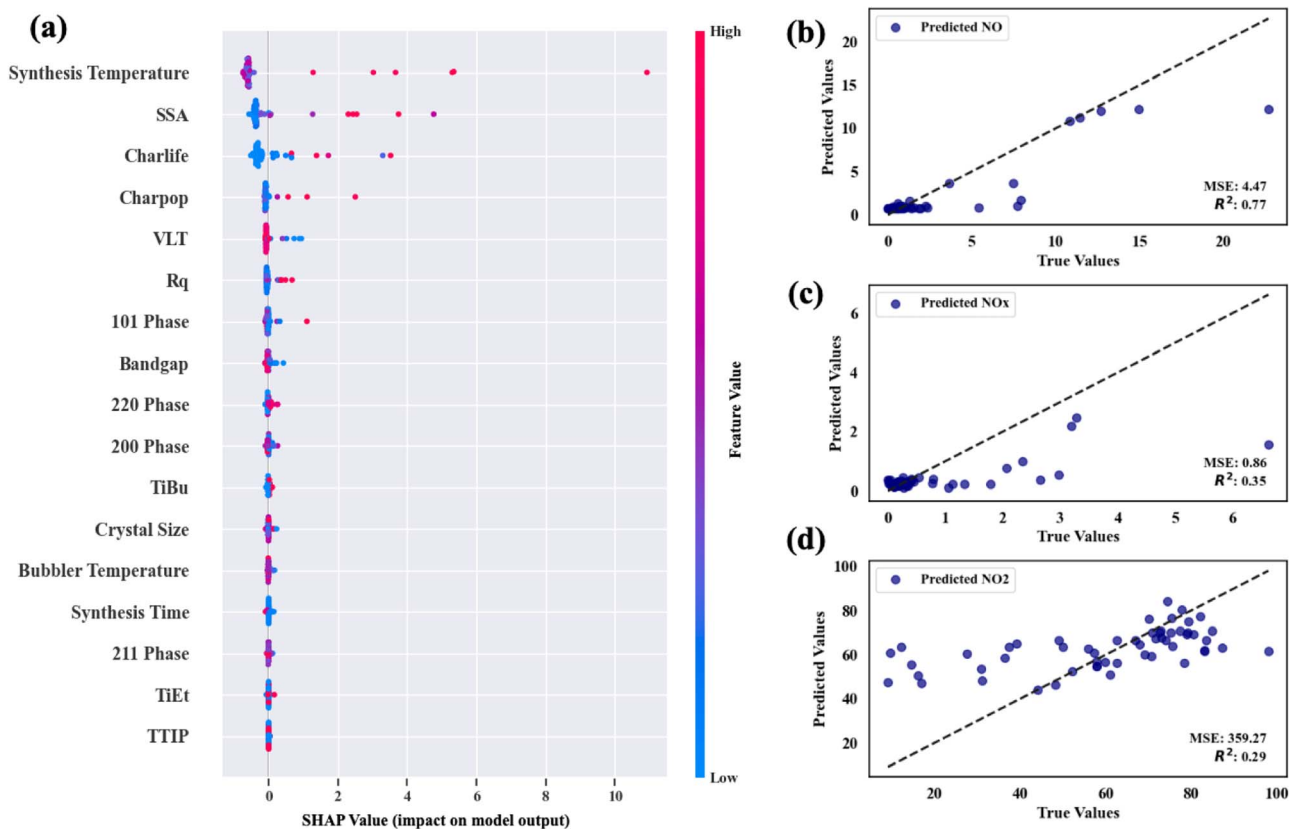 (a)
High
Synthesis Temperature
SSA
Charlife
Charpop
VLT
Rq
101 Phase
Bandgap
220 Phase
200 Phase
TiBu
Crystal Size
Bubbler Temperature
Synthesis Time
211 Phase
TiEt
TTIP
Feature Value
Low
0 2 4 6 8 10
SHAP Value (impact on model output)
(b)
Predicted NO
20
15
10
5
0
Predicted Values
MSE: 4.47
R²: 0.77
0 5 10 15 20
True Values
(c)
Predicted NOx
6
4
2
0
Predicted Values
MSE: 0.86
R²: 0.35
0 1 2 3 4 5 6
True Values
(d)
Predicted NO2
100
80
60
40
20
Predicted Values
MSE: 359.27
R²: 0.29
20 40 60 80 100
True Values